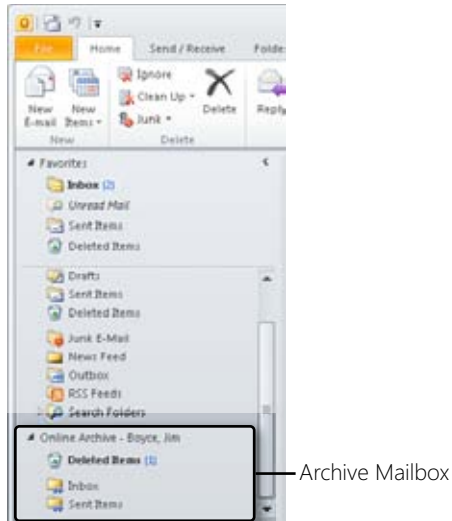 File Home Send / Receive Folde
Ignore
Clean Up
Junk
New E-mail
New Items
Delete
Reply
New Delete
Favorites
Inbox (2)
Unread Mail
Sent Items
Deleted Items
Drafts
Sent Items
Deleted Items
Junk E-Mail
News Feed
Outbox
RSS Feeds
Search Folders
Online Archive - Boyce, Jim
Deleted Items (1)
Inbox
Sent Items
Archive Mailbox